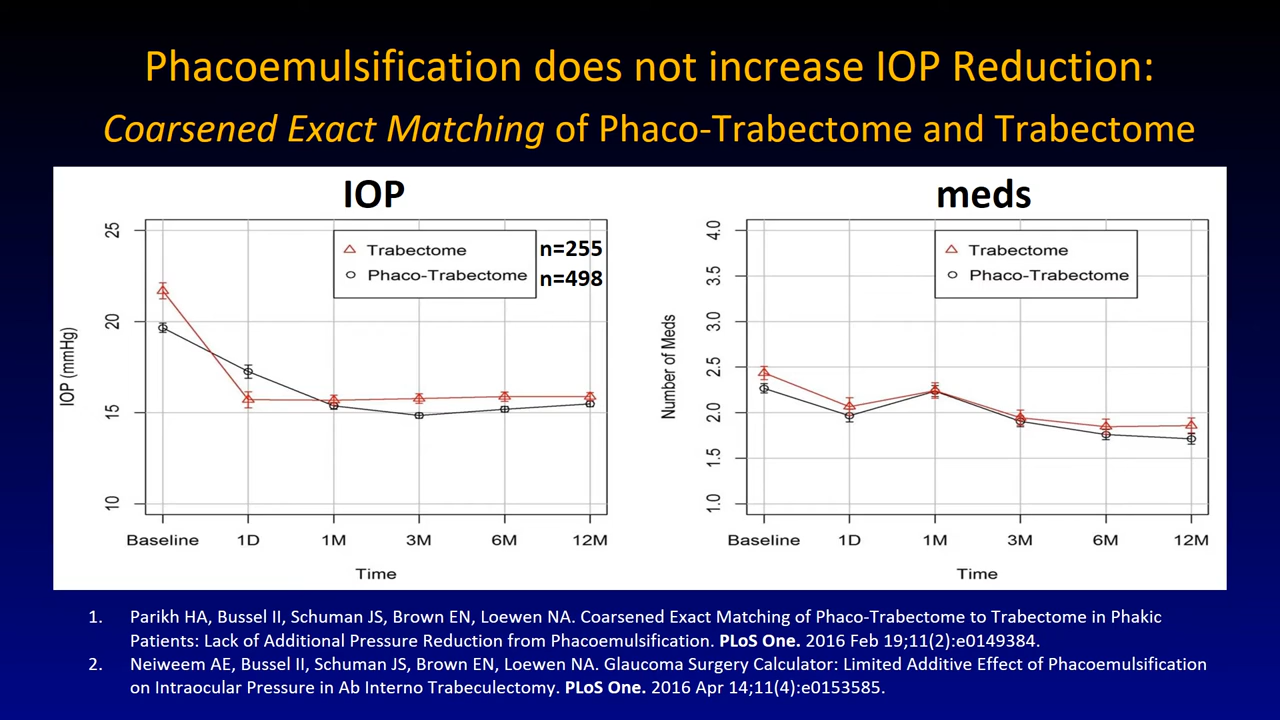 Phacoemulsification does not increase IOP Reduction:
Coarsened Exact Matching of Phaco-Trabectome and Trabectome
IOP
25
20
15
10
IOP (mmHg)
Trabectome
Phaco-Trabectome
n=255
n=498
Baseline
1D
1M
3M
6M
12M
Time
meds
4.0
3.5
3.0
2.5
2.0
1.5
1.0
Number of Meds
Trabectome
Phaco-Trabectome
Baseline
1D
1M
3M
6M
12M
Time
1. Parikh HA, Bussel II, Schuman JS, Brown EN, Loewen NA. Coarsened Exact Matching of Phaco-Trabectome to Trabectome in Phakic
Patients: Lack of Additional Pressure Reduction from Phacoemulsification. PLoS One. 2016 Feb 19;11(2):e0149384.
2. Neiweem AE, Bussel II, Schuman JS, Brown EN, Loewen NA. Glaucoma Surgery Calculator: Limited Additive Effect of Phacoemulsification
on Intraocular Pressure in Ab Interno Trabeculectomy. PLoS One. 2016 Apr 14;11(4):e0153585.